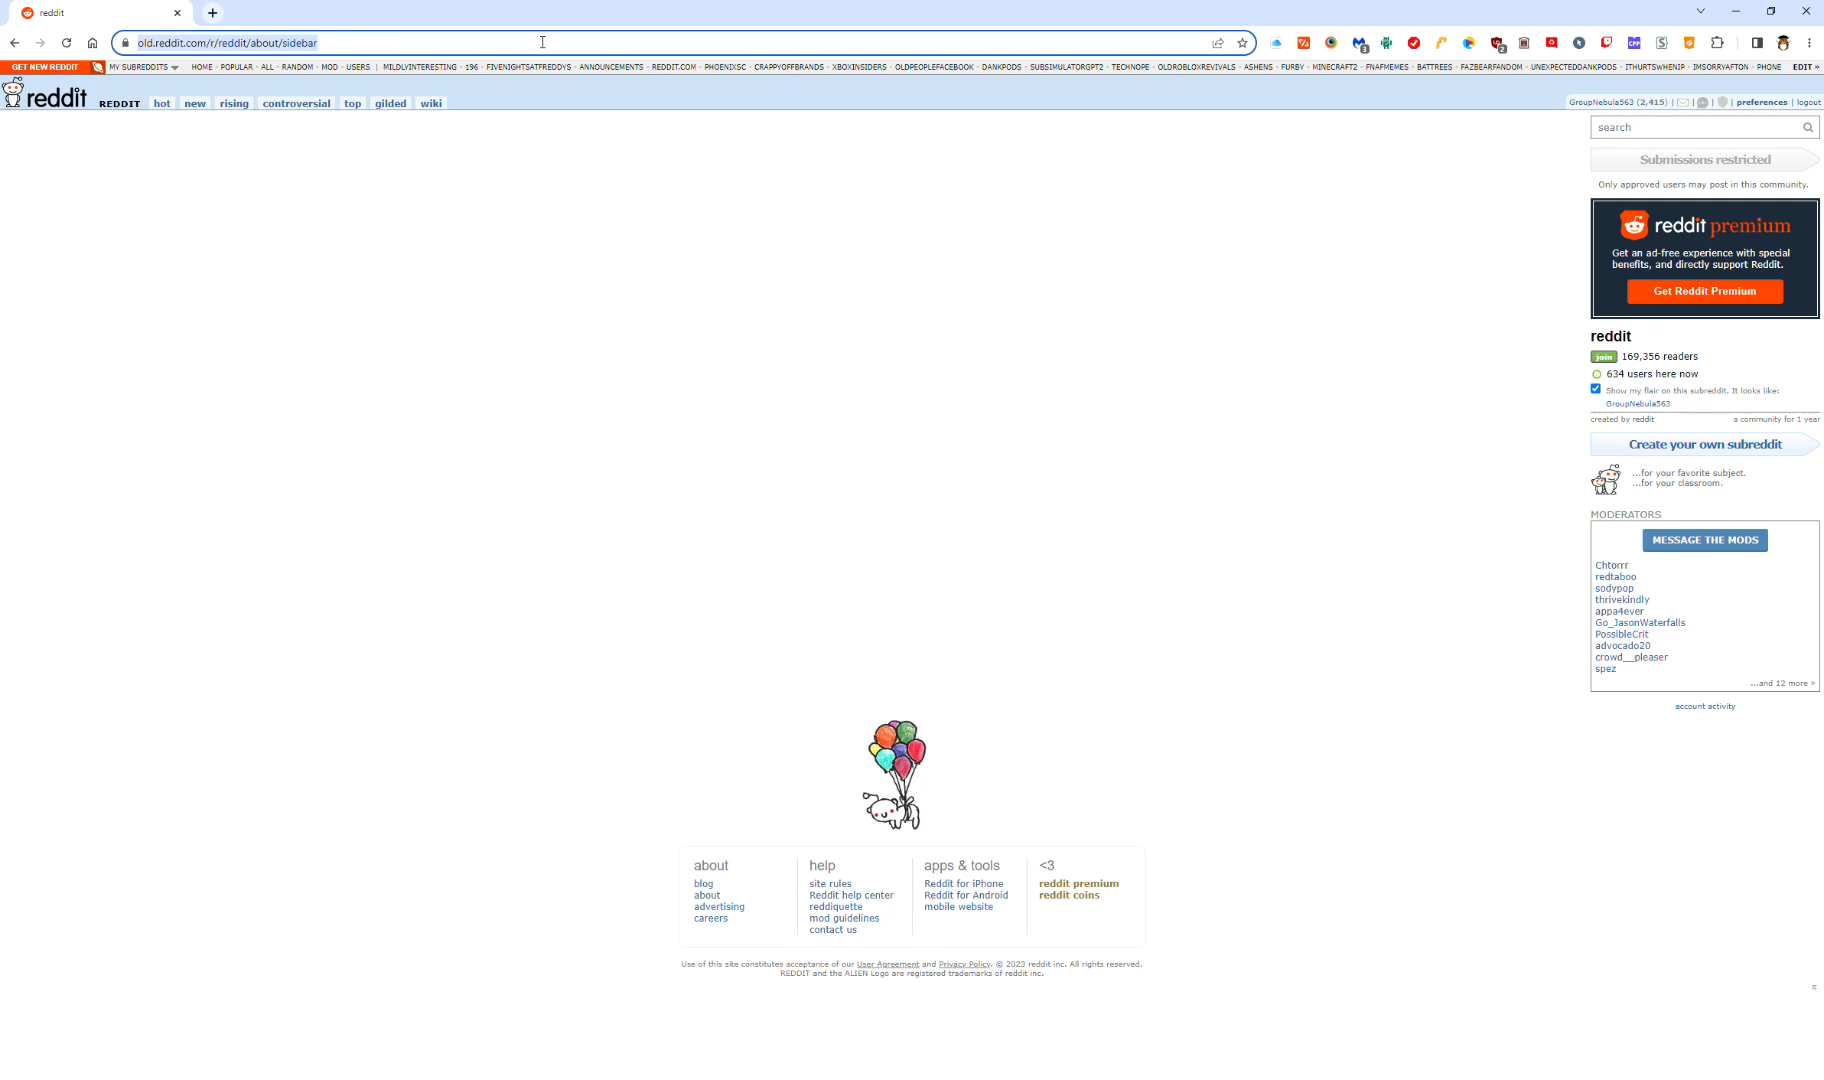 reddit
old.reddit.com/r/reddit/about/sidebar
3
2
CPP
GET NEW REDDIT MY SUBREDDITS HOME - POPULAR - ALL - RANDOM - MOD - USERS | MILDLYINTERESTING - 196 - FIVENIGHTSATFREDDYS - ANNOUNCEMENTS - REDDIT.COM - PHOENIXSC - CRAPPYOFFBRANDS - XBOXINSIDERS - OLDPEOPLEFACEBOOK - DANKPODS - SUBSIMULATORGPT2 - TECHNOPE - OLDROBLOXREVIVALS - ASHENS - FURBY - MINECRAFT2 - FNAFMEMES - BATTREES - FAZBEARFANDOM - UNEXPECTEDDANKPODS - ITHURTSWHENIP - IMSORRYAFTON - PHONE EDIT »
reddit REDDIT hot new rising controversial top gilded wiki
GroupNebula563 (2,415) | | | | preferences | logout
search
Submissions restricted
Only approved users may post in this community.
reddit premium
Get an ad-free experience with special
benefits, and directly support Reddit.
Get Reddit Premium
reddit
join 169,356 readers
634 users here now
Show my flair on this subreddit. It looks like:
GroupNebula563
created by reddit a community for 1 year
Create your own subreddit
...for your favorite subject.
...for your classroom.
MODERATORS
MESSAGE THE MODS
Chtorrr
redtaboo
sodypop
thrivekindly
appa4ever
Go_JasonWaterfalls
PossibleCrit
advocado20
crowd__pleaser
spez
...and 12 more »
account activity
about
blog
about
advertising
careers
help
site rules
Reddit help center
reddiquette
mod guidelines
contact us
apps & tools
Reddit for iPhone
Reddit for Android
mobile website
<3
reddit premium
reddit coins
Use of this site constitutes acceptance of our User Agreement and Privacy Policy. © 2023 reddit inc. All rights reserved.
REDDIT and the ALIEN Logo are registered trademarks of reddit inc.
π